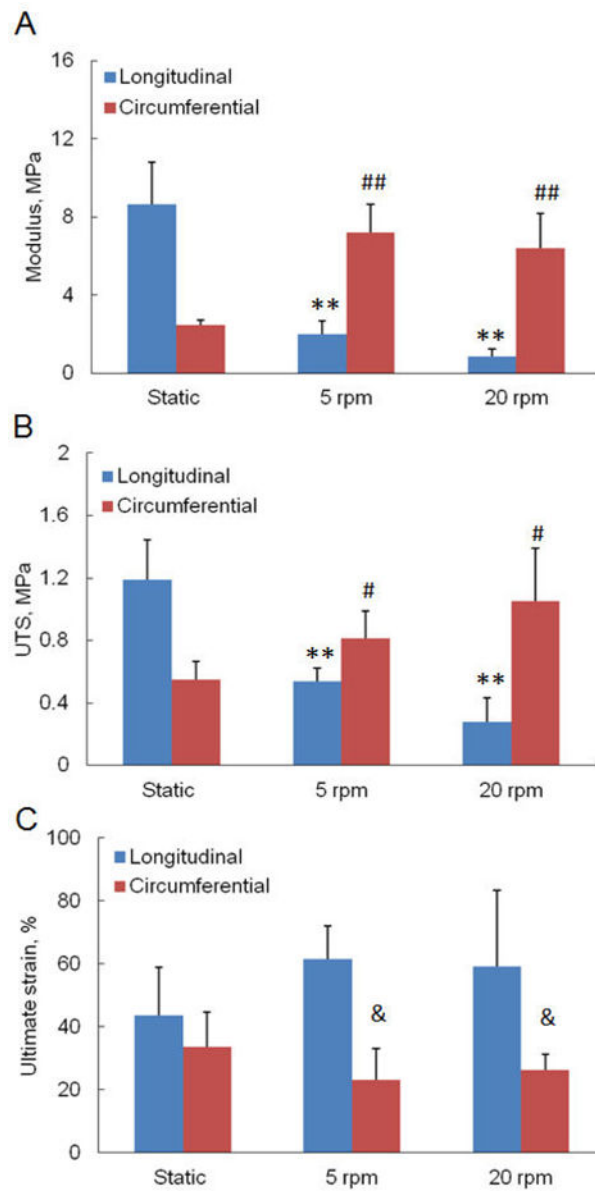 A
Modulus, MPa
16
12
8
4
0
Longitudinal
Circumferential
**
##
**
##
Static
5 rpm
20 rpm
B
UTS, MPa
2
1.6
1.2
0.8
0.4
0
Longitudinal
Circumferential
**
#
**
#
Static
5 rpm
20 rpm
C
Ultimate strain, %
100
80
60
40
20
0
Longitudinal
Circumferential
&
&
Static
5 rpm
20 rpm